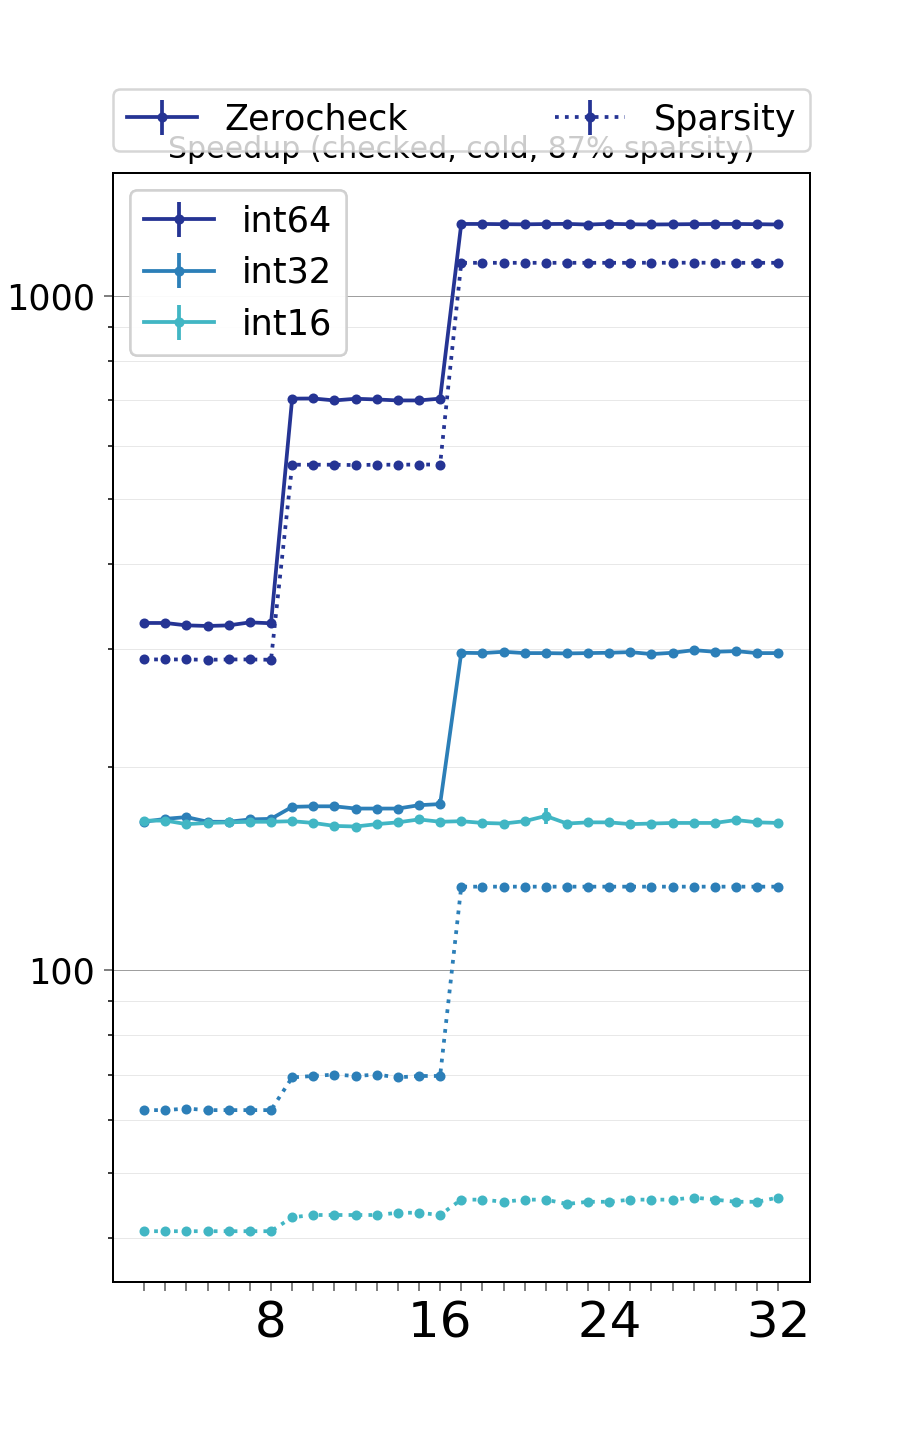 Zerocheck Sparsity
Speedup (checked, cold, 87% sparsity)
int64
int32
int16
1000
100
8 16 24 32